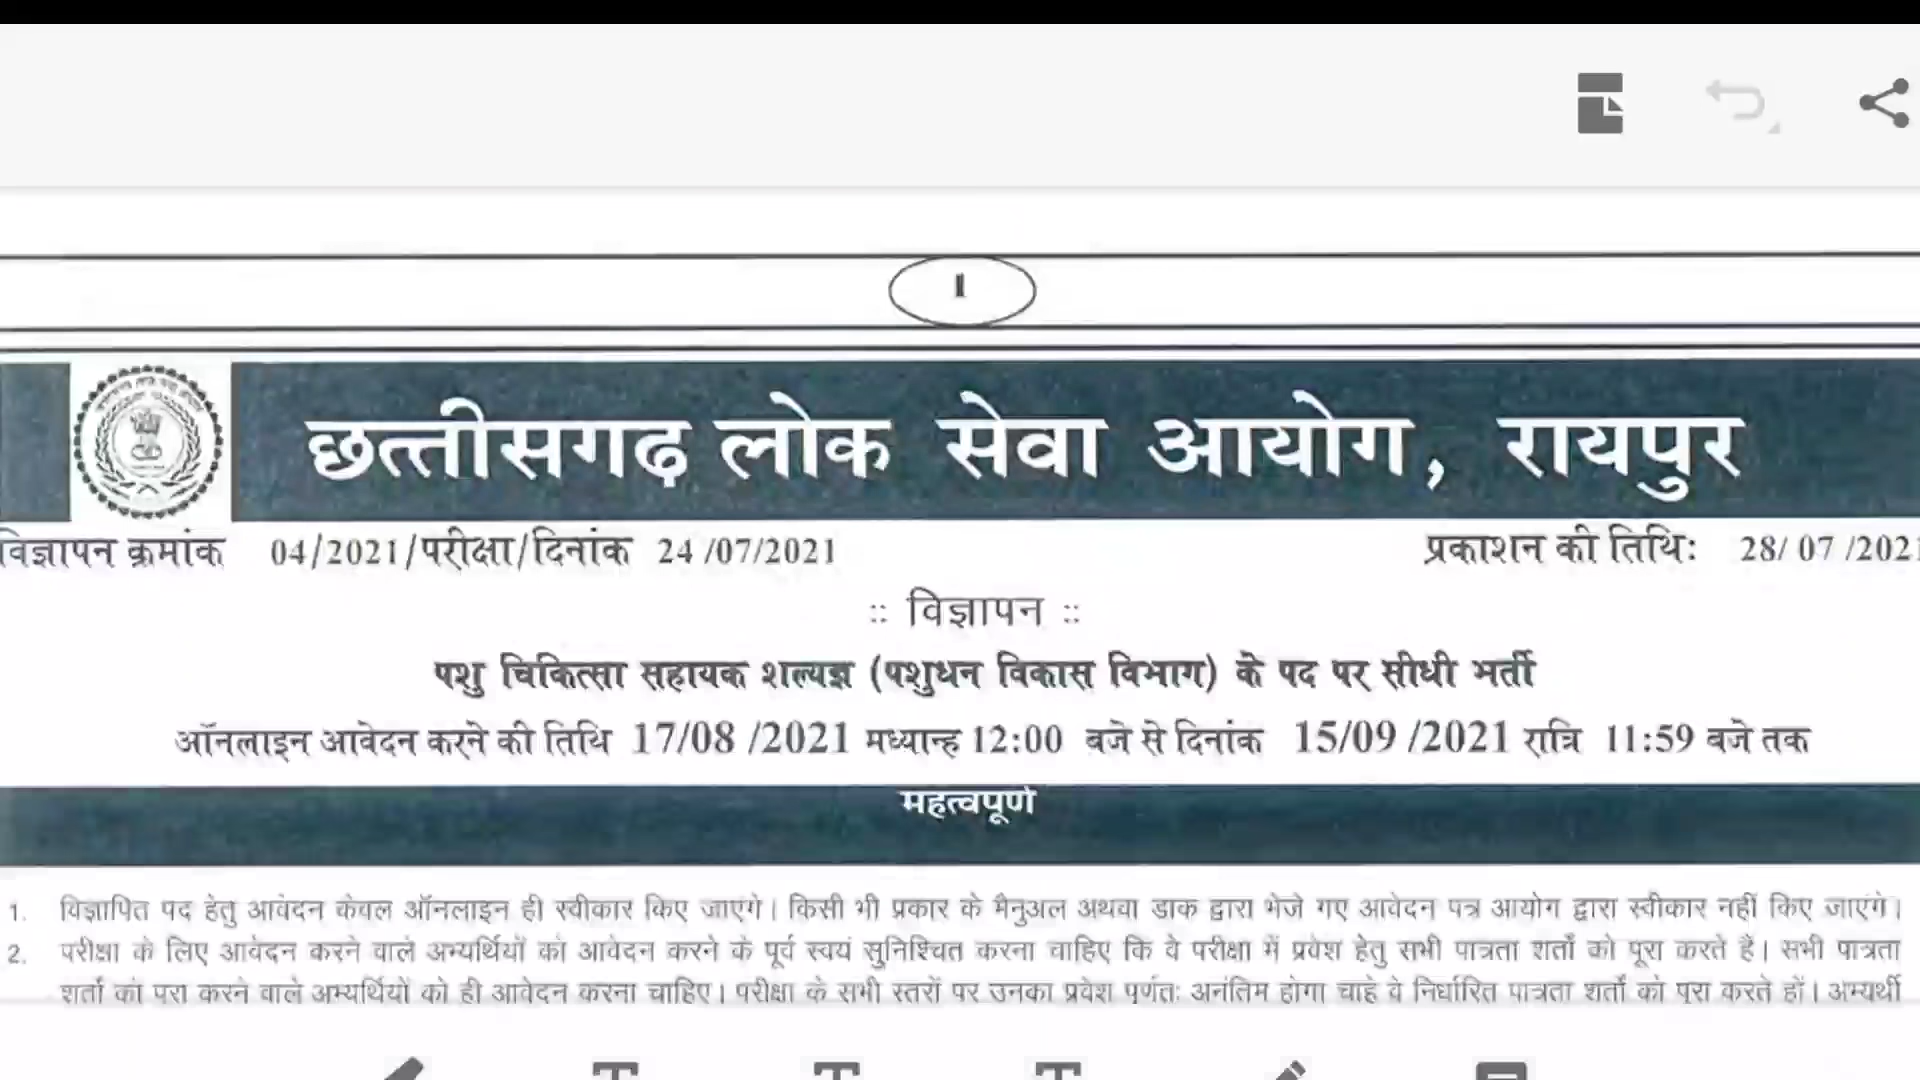 1
छत्तीसगढ़ लोक सेवा आयोग, रायपुर
विज्ञापन क्रमांक 04/2021/परीक्षा/दिनांक 24 /07/2021 प्रकाशन की तिथि: 28/ 07 /2021
:: विज्ञापन ::
पशु चिकित्सा सहायक शल्यज्ञ (पशुधन विकास विभाग) के पद पर सीधी भर्ती
ऑनलाइन आवेदन करने की तिथि 17/08 /2021 मध्यान्ह 12:00 बजे से दिनांक 15/09 /2021 रात्रि 11:59 बजे तक
महत्वपूर्ण
1. विज्ञापित पद हेतु आवेदन केवल ऑनलाइन ही स्वीकार किए जाएंगे। किसी भी प्रकार के मैनुअल अथवा डाक द्वारा भेजे गए आवेदन पत्र आयोग द्वारा स्वीकार नहीं किए जाएंगे।
2. परीक्षा के लिए आवेदन करने वाले अभ्यर्थियों को आवेदन करने के पूर्व स्वयं सुनिश्चित करना चाहिए कि वे परीक्षा में प्रवेश हेतु सभी पात्रता शर्तों को पूरा करते हैं। सभी पात्रता
शर्तों को पूरा करने वाले अभ्यर्थियों को ही आवेदन करना चाहिए। परीक्षा के सभी स्तरों पर उनका प्रवेश पूर्णतः अनंतिम होगा चाहे वे निर्धारित पात्रता शर्तों को पूरा करते हों। अभ्यर्थी